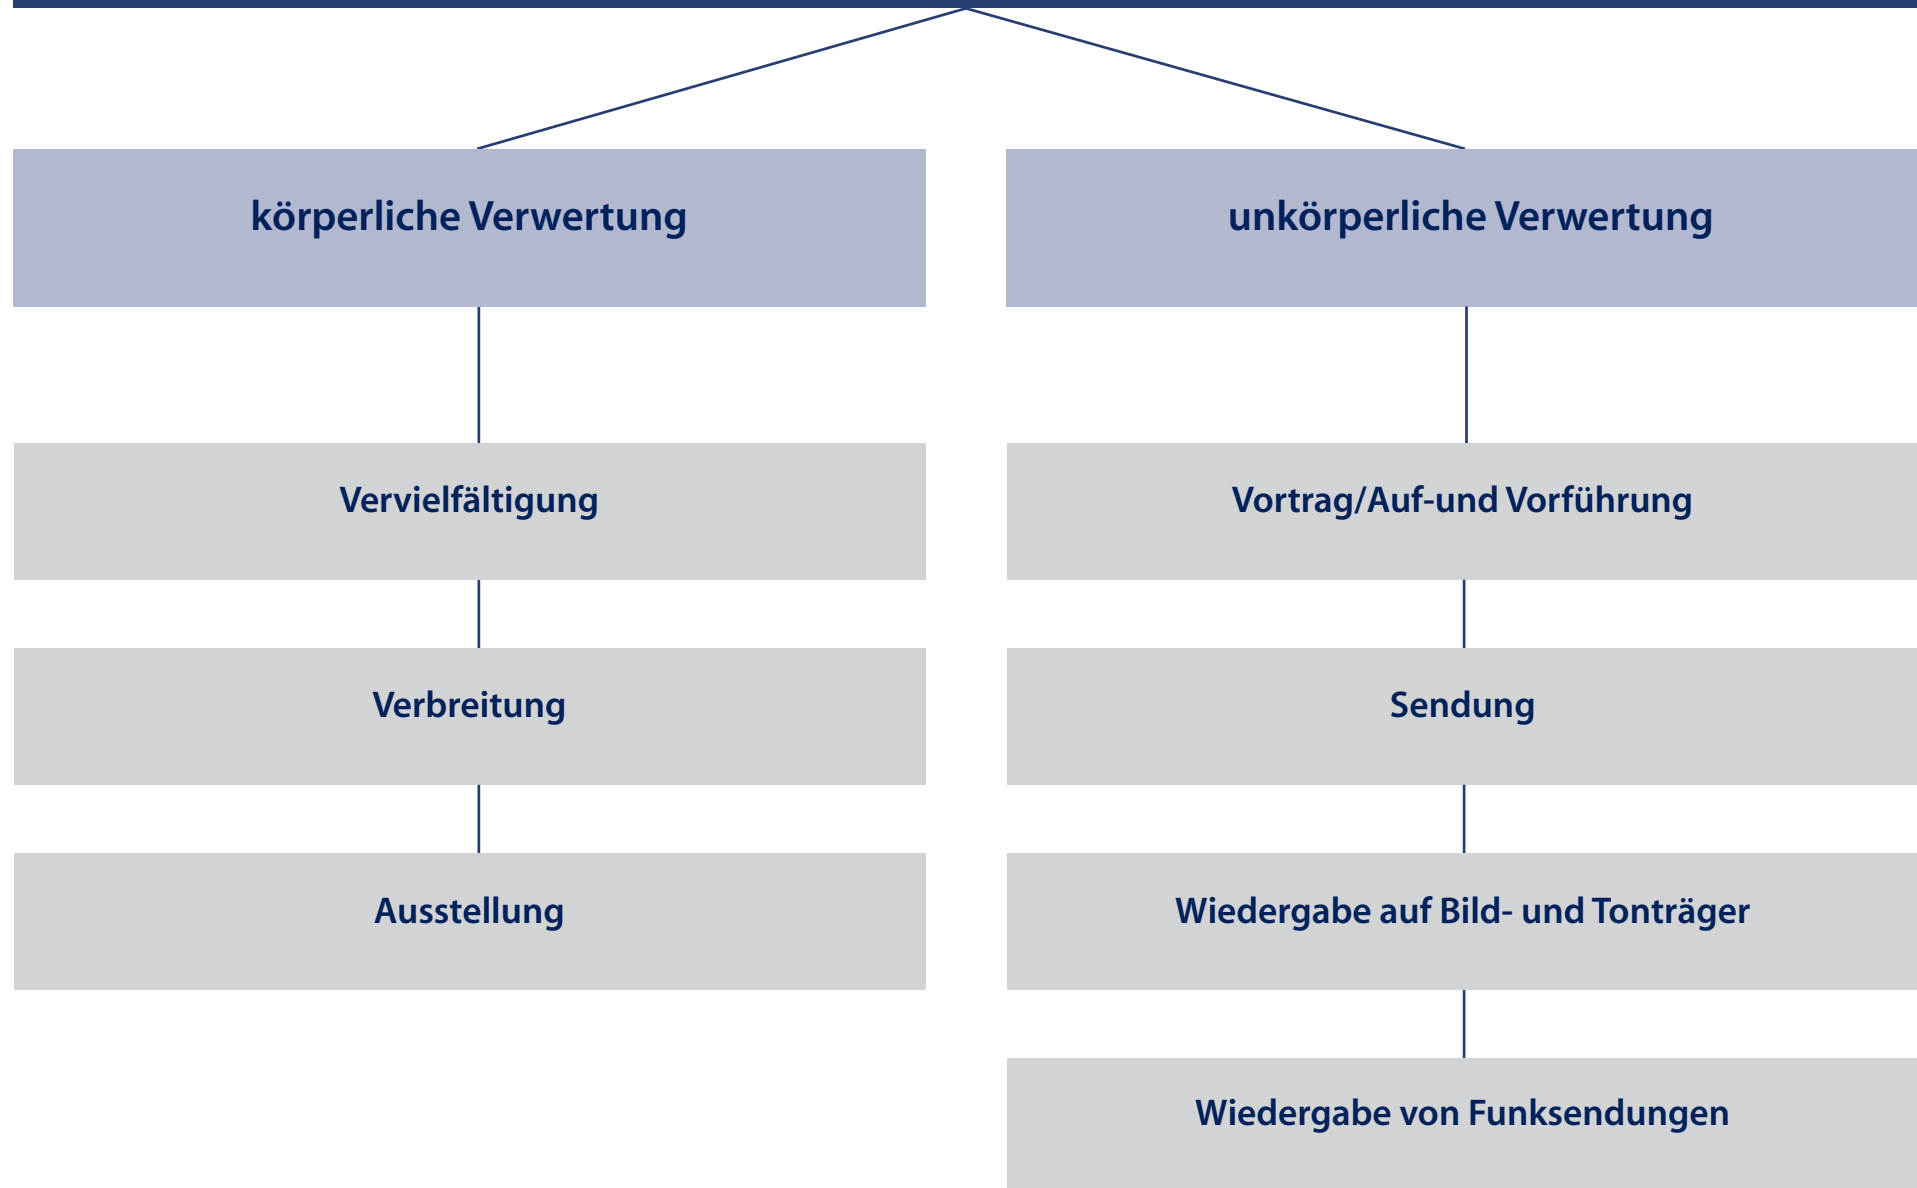 körperliche Verwertung
unkörperliche Verwertung
Vervielfältigung
Vortrag/Auf-und Vorführung
Verbreitung
Sendung
Ausstellung
Wiedergabe auf Bild- und Tonträger
Wiedergabe von Funksendungen